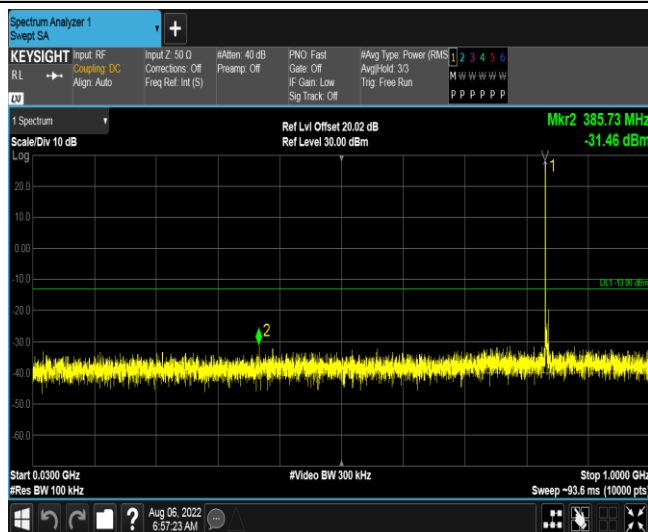 Spectrum Analyzer 1
Swept SA
+
KEYSIGHT
RL
LXI
Input: RF
Coupling: DC
Align: Auto
Input Z: 50 Ω
Corrections: Off
Freq Ref: Int (S)
#Atten: 40 dB
Preamp: Off
PNO: Fast
Gate: Off
IF Gain: Low
Sig Track: Off
#Avg Type: Power (RMS
Avg|Hold: 3/3
Trig: Free Run
1 2 3 4 5 6
M W W W W W
P P P P P P
1 Spectrum
Scale/Div 10 dB
Ref Lvl Offset 20.02 dB
Ref Level 30.00 dBm
Mkr2 385.73 MHz
-31.46 dBm
Log
1
20.0
10.0
0.00
-10.0
DL1 -13.00 dBm
-20.0
2
-30.0
-40.0
-50.0
-60.0
Start 0.0300 GHz
#Res BW 100 kHz
#Video BW 300 kHz
Stop 1.0000 GHz
Sweep ~93.6 ms (10000 pts)
?
Aug 06, 2022
6:57:23 AM